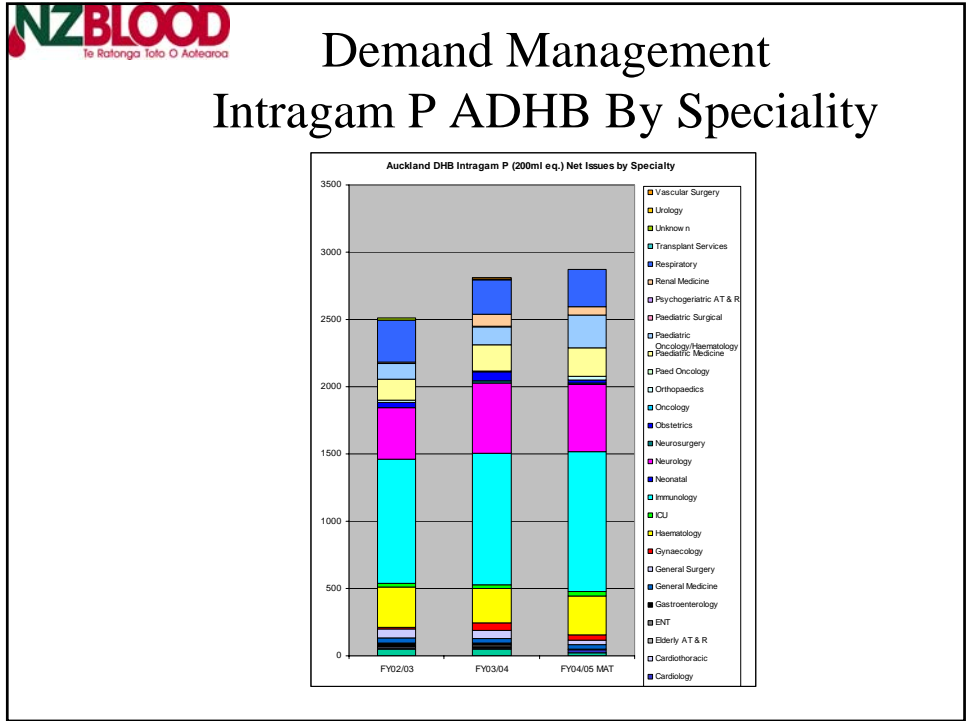 NZBLOOD
Te Ratonga Toto O Aotearoa
Demand Management
Intragam P ADHB By Speciality
Auckland DHB Intragam P (200ml eq.) Net Issues by Specialty
3500
3000
2500
2000
1500
1000
500
0
FY02/03
FY03/04
FY04/05 MAT
Vascular Surgery
Urology
Unknown
Transplant Services
Respiratory
Renal Medicine
Psychogeriatric AT & R
Paediatric Surgical
Paediatric
Oncology/Haematology
Paediatric Medicine
Paed Oncology
Orthopaedics
Oncology
Obstetrics
Neurosurgery
Neurology
Neonatal
Immunology
ICU
Haematology
Gynaecology
General Surgery
General Medicine
Gastroenterology
ENT
Elderly AT & R
Cardiothoracic
Cardiology